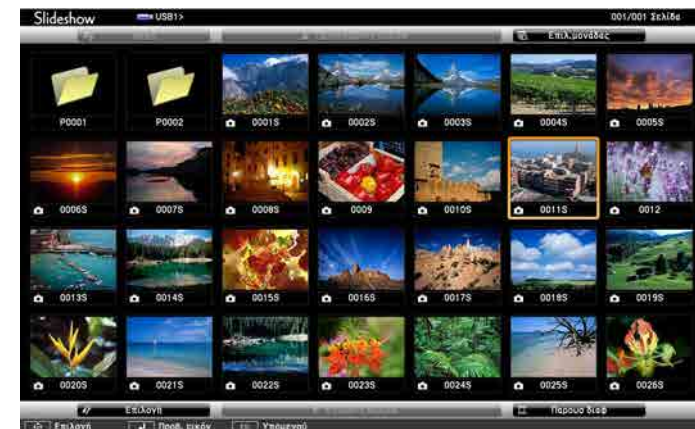 Slideshow USB1> 001/001 Σελίδα
Επιλ.μονάδας
P0001 P0002 0001S 0002S 0003S 0004S 0005S
0006S 0007S 0008S 0009 0010S 0011S 0012
0013S 0014S 0015S 0016S 0017S 0018S 0019S
0020S 0021S 0022S 0023S 0024S 0025S 0026S
Επιλογή Παρουσ διαφ
Επιλογή Προβ. εικόν Esc Υπομενού